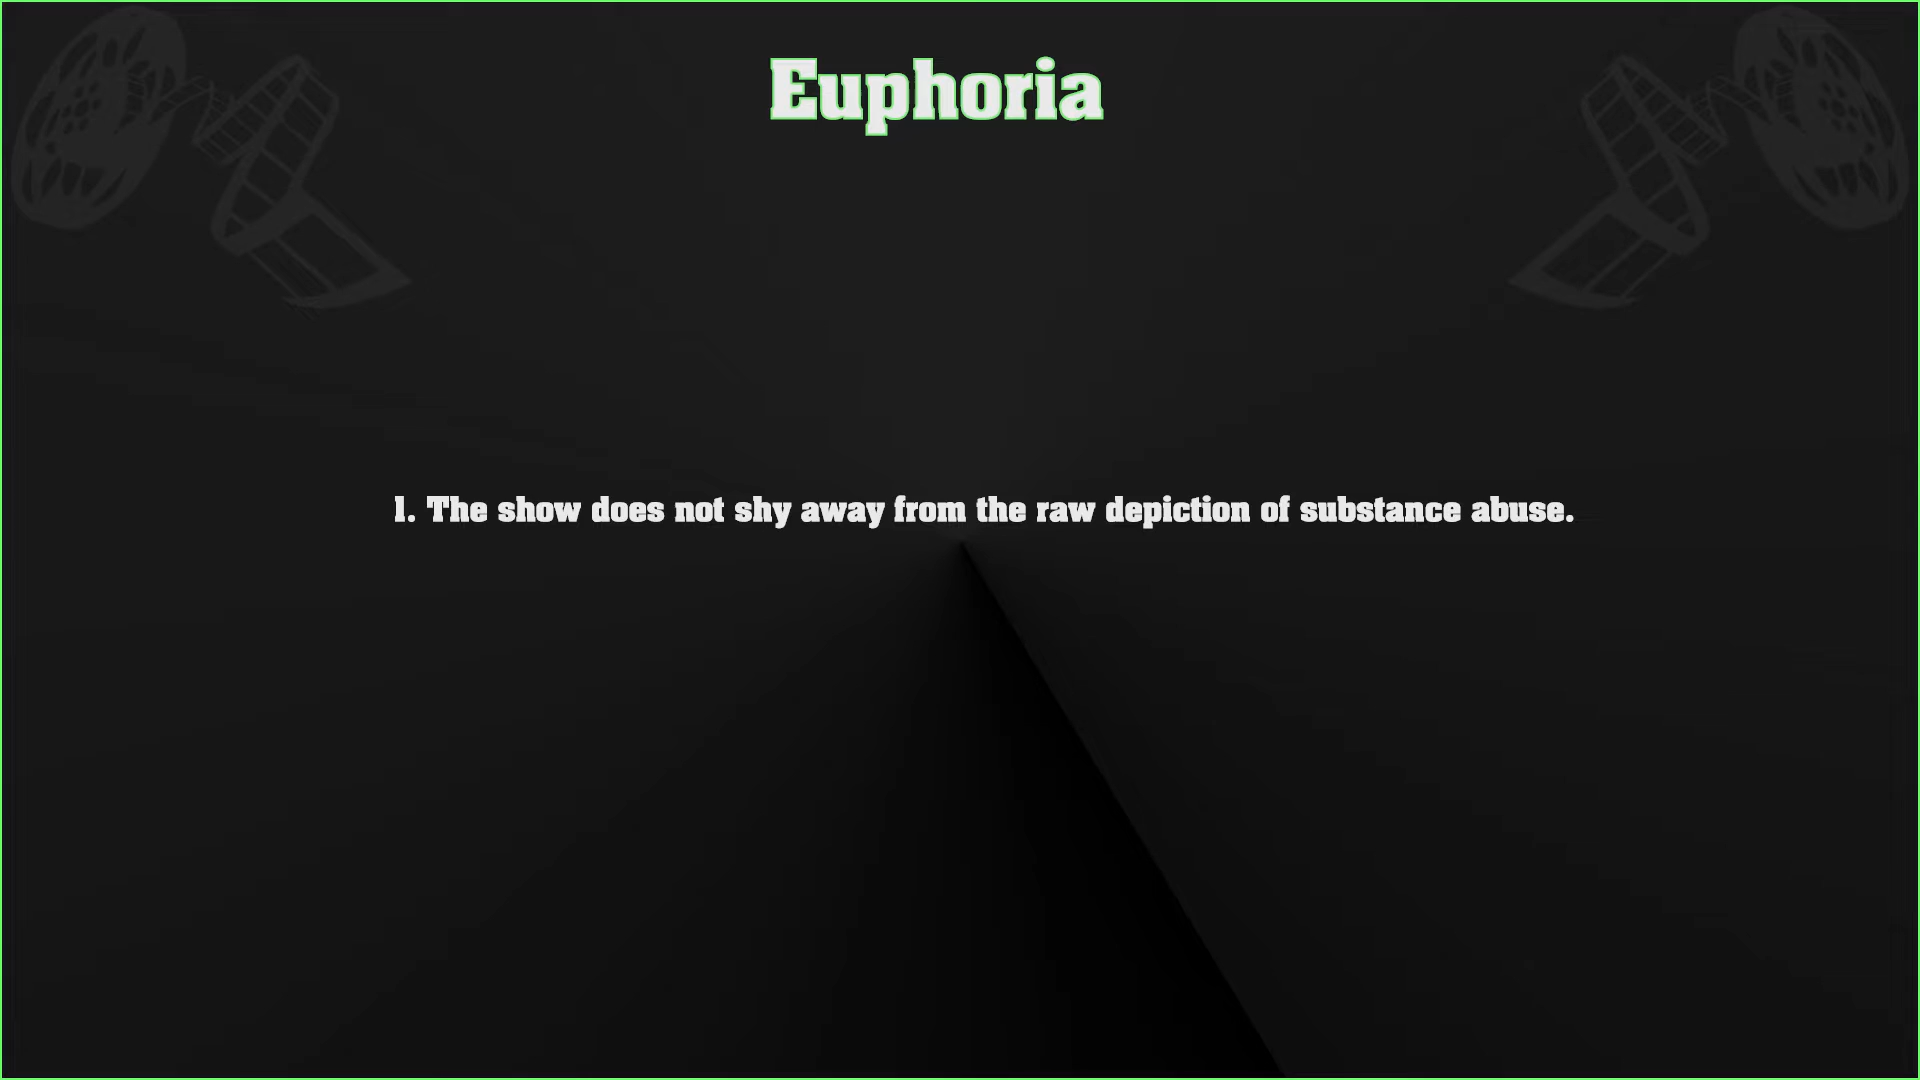 Euphoria
1. The show does not shy away from the raw depiction of substance abuse.